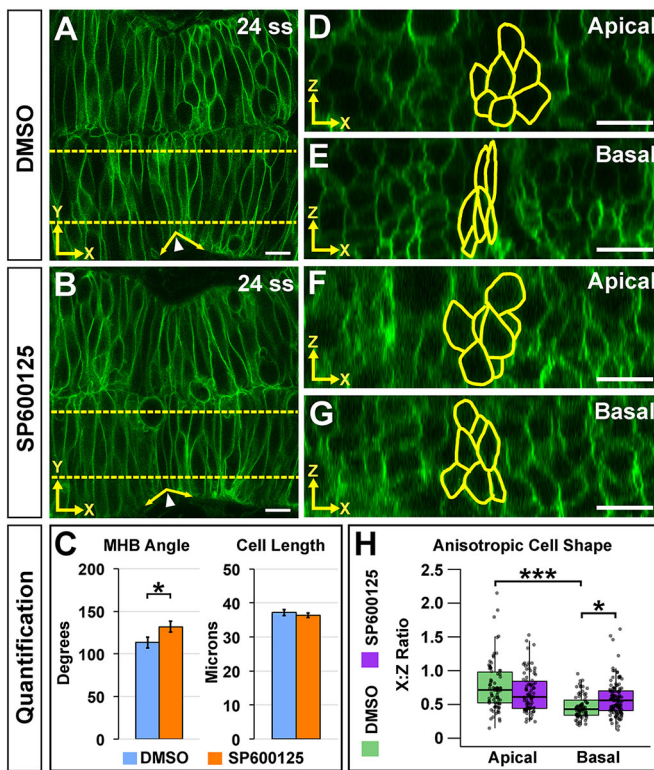 DMSO
A
24 ss
Y
X
D
Apical
Z
X
E
Basal
Z
X
SP600125
B
24 ss
Y
X
F
Apical
Z
X
G
Basal
Z
X
Quantification
C
MHB Angle
Cell Length
Degrees
200
150
100
50
0
*
Microns
50
40
30
20
10
0
DMSO
SP600125
H
Anisotropic Cell Shape
SP600125
DMSO
X:Z Ratio
2.5
2.0
1.5
1.0
0.5
0
***
*
Apical
Basal